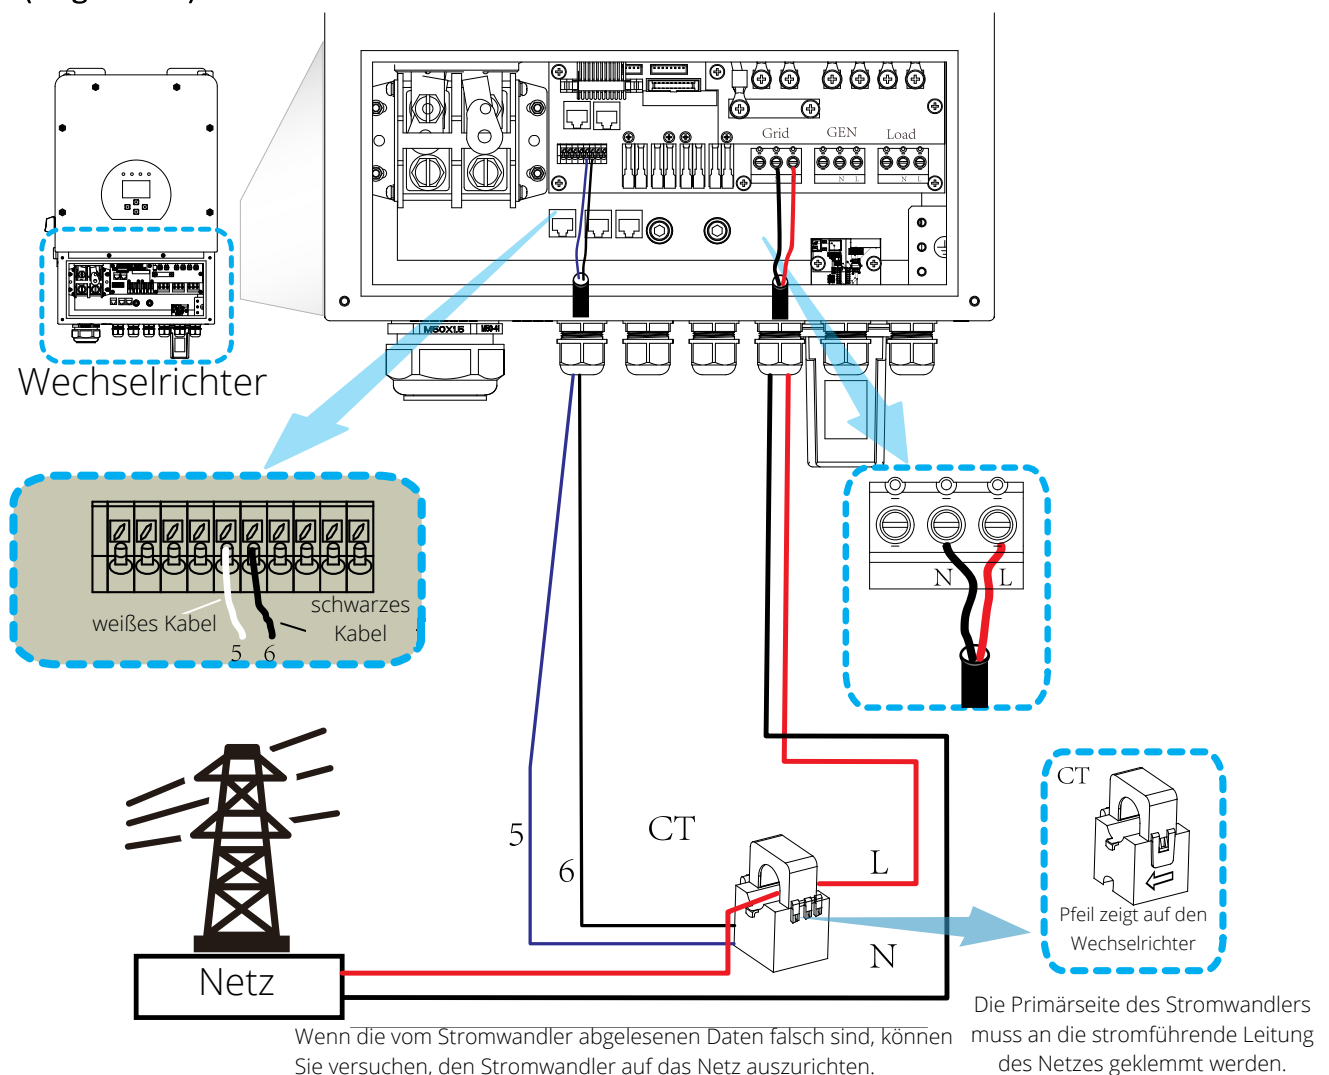 Grid
GEN
Load
N L
N L
M50X1.5
Wechselrichter
weißes Kabel
schwarzes
Kabel
5 6
N L
5
6
CT
L
N
CT
Pfeil zeigt auf den
Wechselrichter
Netz
Wenn die vom Stromwandler abgelesenen Daten falsch sind, können
Sie versuchen, den Stromwandler auf das Netz auszurichten.
Die Primärseite des Stromwandlers
muss an die stromführende Leitung
des Netzes geklemmt werden.